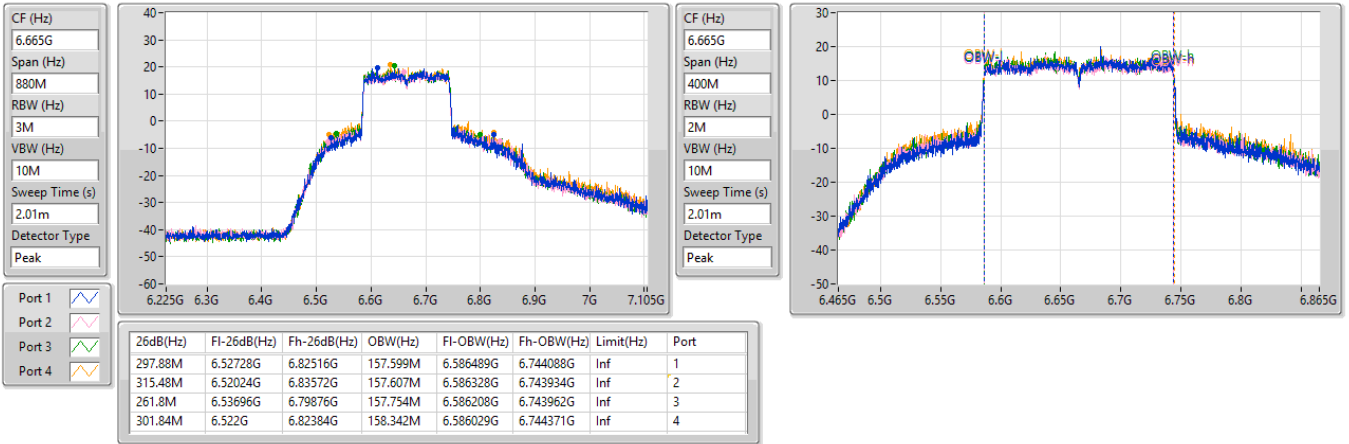 CF (Hz)
6.665G
Span (Hz)
880M
RBW (Hz)
3M
VBW (Hz)
10M
Sweep Time (s)
2.01m
Detector Type
Peak
40
30
20
10
0
-10
-20
-30
-40
-50
-60
6.225G 6.3G 6.4G 6.5G 6.6G 6.7G 6.8G 6.9G 7G 7.105G
CF (Hz)
6.665G
Span (Hz)
400M
RBW (Hz)
2M
VBW (Hz)
10M
Sweep Time (s)
2.01m
Detector Type
Peak
30
20
10
0
-10
-20
-30
-40
-50
OBW-l OBW-h
6.465G 6.5G 6.55G 6.6G 6.65G 6.7G 6.75G 6.8G 6.865G
Port 1
Port 2
Port 3
Port 4
26dB(Hz) Fl-26dB(Hz) Fh-26dB(Hz) OBW(Hz) Fl-OBW(Hz) Fh-OBW(Hz) Limit(Hz) Port
297.88M 6.52728G 6.82516G 157.599M 6.586489G 6.744088G Inf 1
315.48M 6.52024G 6.83572G 157.607M 6.586328G 6.743934G Inf 2
261.8M 6.53696G 6.79876G 157.754M 6.586208G 6.743962G Inf 3
301.84M 6.522G 6.82384G 158.342M 6.586029G 6.744371G Inf 4